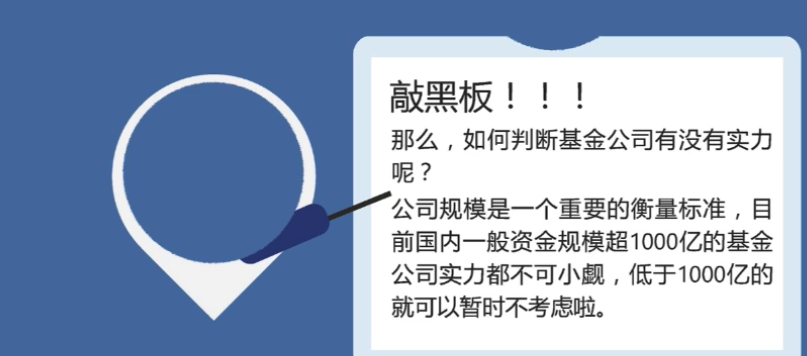 敲黑板！！！
那么，如何判断基金公司有没有实力
呢？
公司规模是一个重要的衡量标准，目
前国内一般资金规模超1000亿的基金
公司实力都不可小觑，低于1000亿的
就可以暂时不考虑啦。